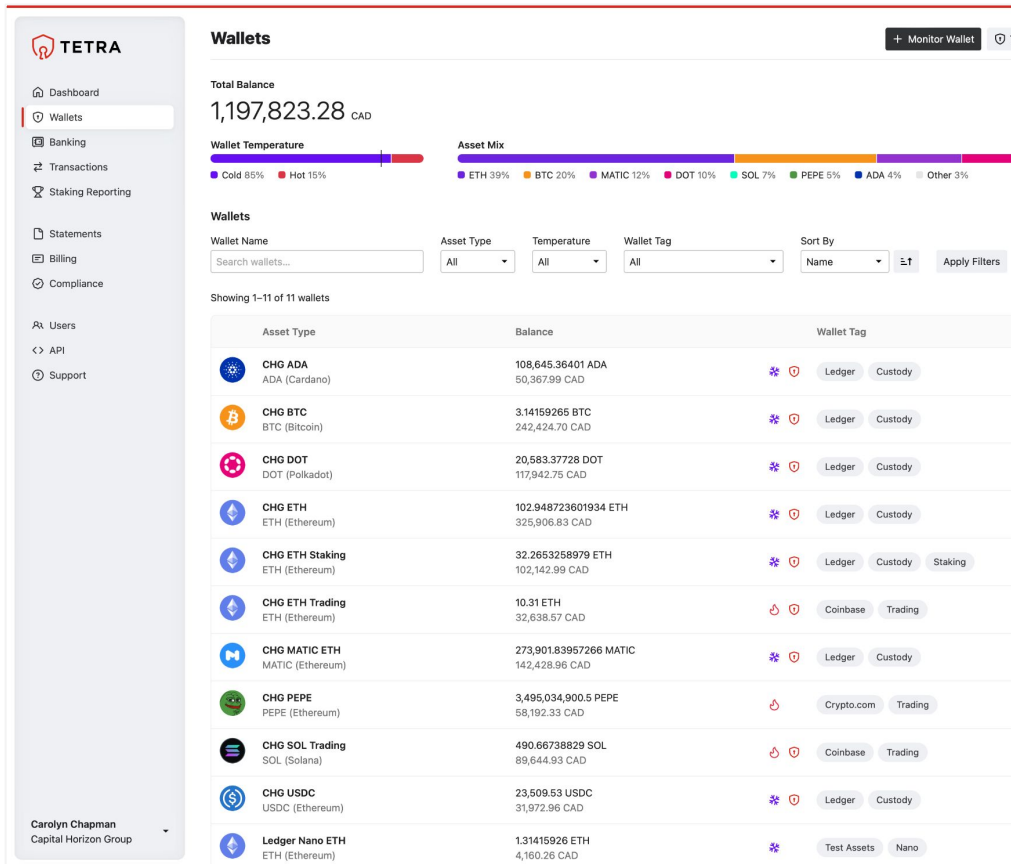 TETRA
Dashboard
Wallets
Banking
Transactions
Staking Reporting
Statements
Billing
Compliance
Users
API
Support
Carolyn Chapman
Capital Horizon Group
Wallets
+ Monitor Wallet
Total Balance
1,197,823.28 CAD
Wallet Temperature
Cold 85% Hot 15%
Asset Mix
ETH 39% BTC 20% MATIC 12% DOT 10% SOL 7% PEPE 5% ADA 4% Other 3%
Wallets
Wallet Name Asset Type Temperature Wallet Tag Sort By
Search wallets... All All All Name Apply Filters
Showing 1–11 of 11 wallets
Asset Type Balance Wallet Tag
CHG ADA 108,645.36401 ADA
ADA (Cardano) 50,367.99 CAD
Ledger Custody
CHG BTC 3.14159265 BTC
BTC (Bitcoin) 242,424.70 CAD
Ledger Custody
CHG DOT 20,583.37728 DOT
DOT (Polkadot) 117,942.75 CAD
Ledger Custody
CHG ETH 102.948723601934 ETH
ETH (Ethereum) 325,906.83 CAD
Ledger Custody
CHG ETH Staking 32.2653258979 ETH
ETH (Ethereum) 102,142.99 CAD
Ledger Custody Staking
CHG ETH Trading 10.31 ETH
ETH (Ethereum) 32,638.57 CAD
Coinbase Trading
CHG MATIC ETH 273,901.83957266 MATIC
MATIC (Ethereum) 142,428.96 CAD
Ledger Custody
CHG PEPE 3,495,034,900.5 PEPE
PEPE (Ethereum) 58,192.33 CAD
Crypto.com Trading
CHG SOL Trading 490.66738829 SOL
SOL (Solana) 89,644.93 CAD
Coinbase Trading
CHG USDC 23,509.53 USDC
USDC (Ethereum) 31,972.96 CAD
Ledger Custody
Ledger Nano ETH 1.31415926 ETH
ETH (Ethereum) 4,160.26 CAD
Test Assets Nano